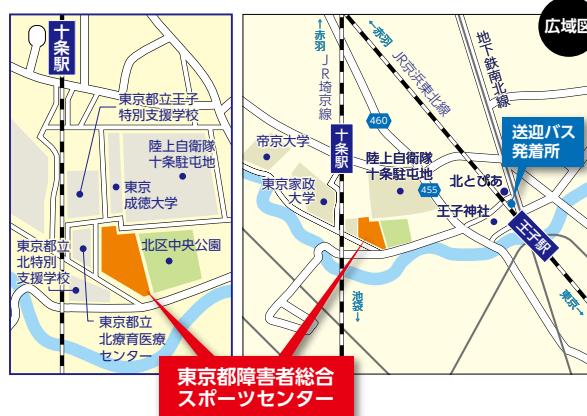 十条駅
東京都立王子
特別支援学校
陸上自衛隊
十条駐屯地
東京
成徳大学
東京都立
北特別
支援学校
北区中央公園
東京都立
北療育医療
センター
広域図
←赤羽
JR埼京線
←赤羽
JR京浜東北線
地下鉄南北線
460
送迎バス
発着所
帝京大学
十条駅
陸上自衛隊
十条駐屯地
東京家政
大学
455
北とぴあ
王子神社
王子駅
池袋→
東京→
東京都障害者総合
スポーツセンター